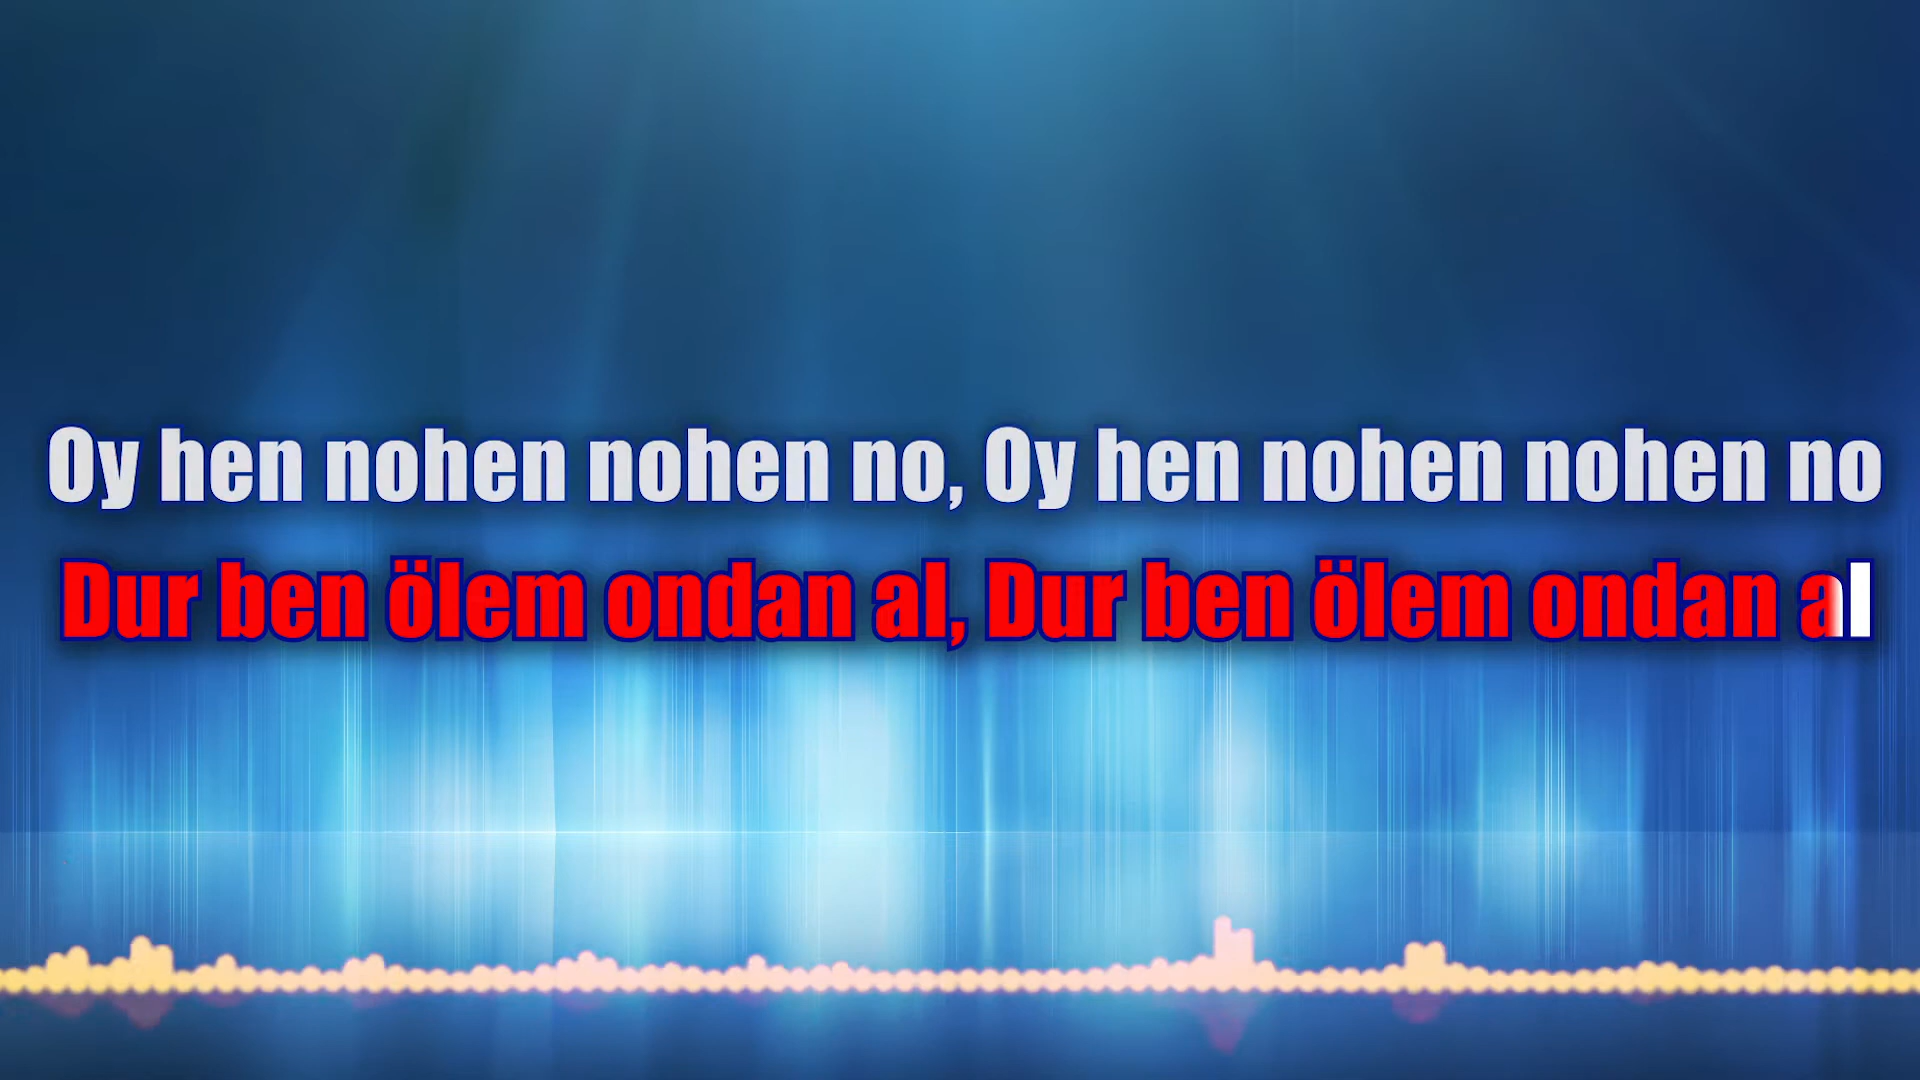 Oy hen nohen nohen no, Oy hen nohen nohen no
Dur ben ölem ondan al, Dur ben ölem ondan al